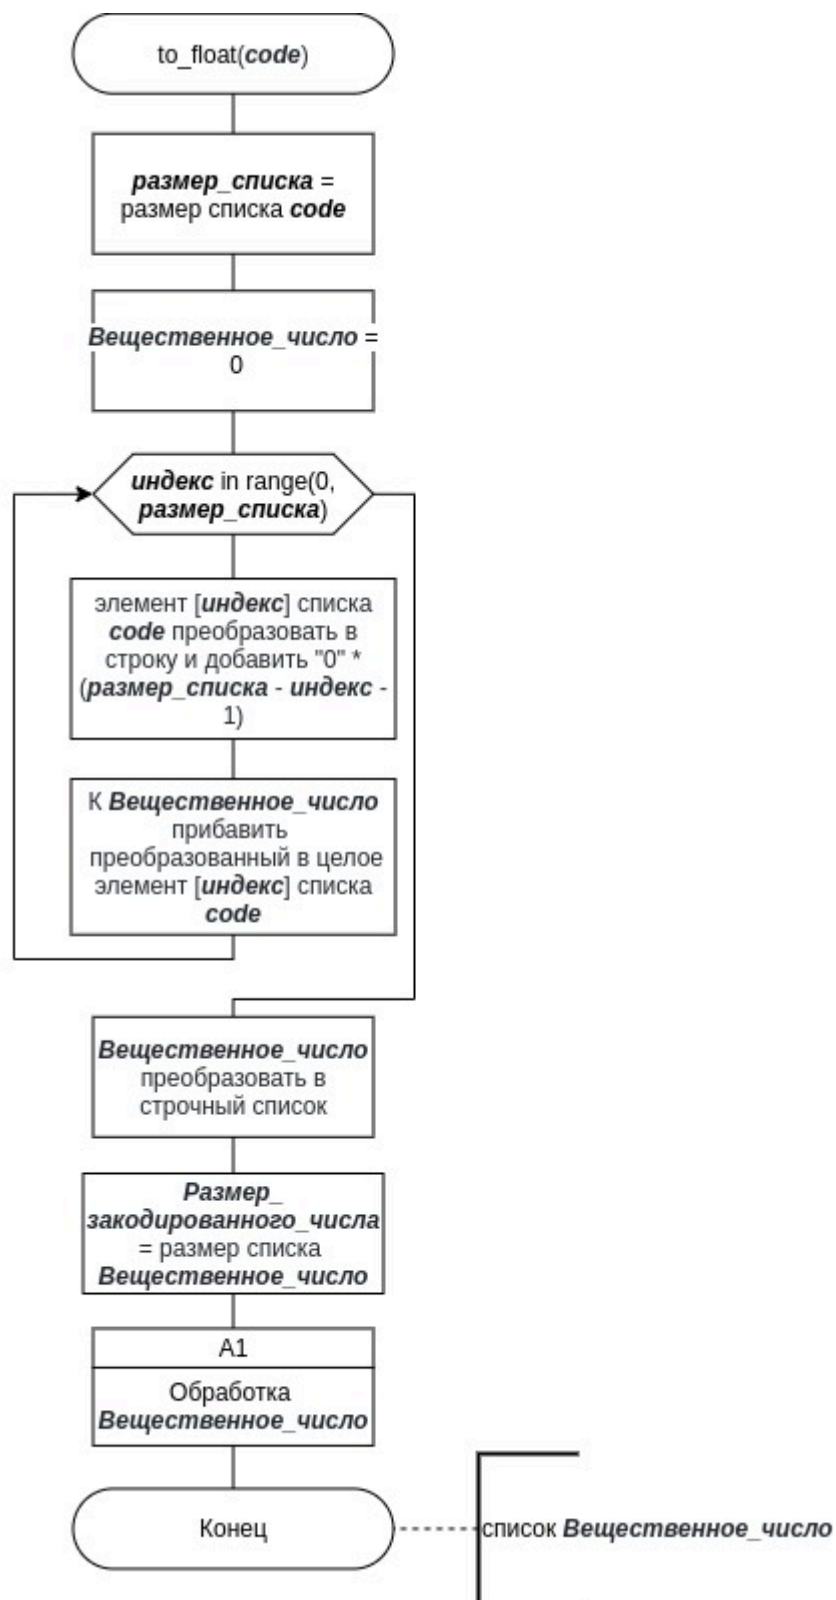 to_float(code)
размер_списка =
размер списка code
Вещественное_число =
0
индекс in range(0,
размер_списка)
элемент [индекс] списка
code преобразовать в
строку и добавить "0" *
(размер_списка - индекс -
1)
К Вещественное_число
прибавить
преобразованный в целое
элемент [индекс] списка
code
Вещественное_число
преобразовать в
строчный список
Размер_
закодированного_числа
= размер списка
Вещественное_число
А1
Обработка
Вещественное_число
Конец
список Вещественное_число